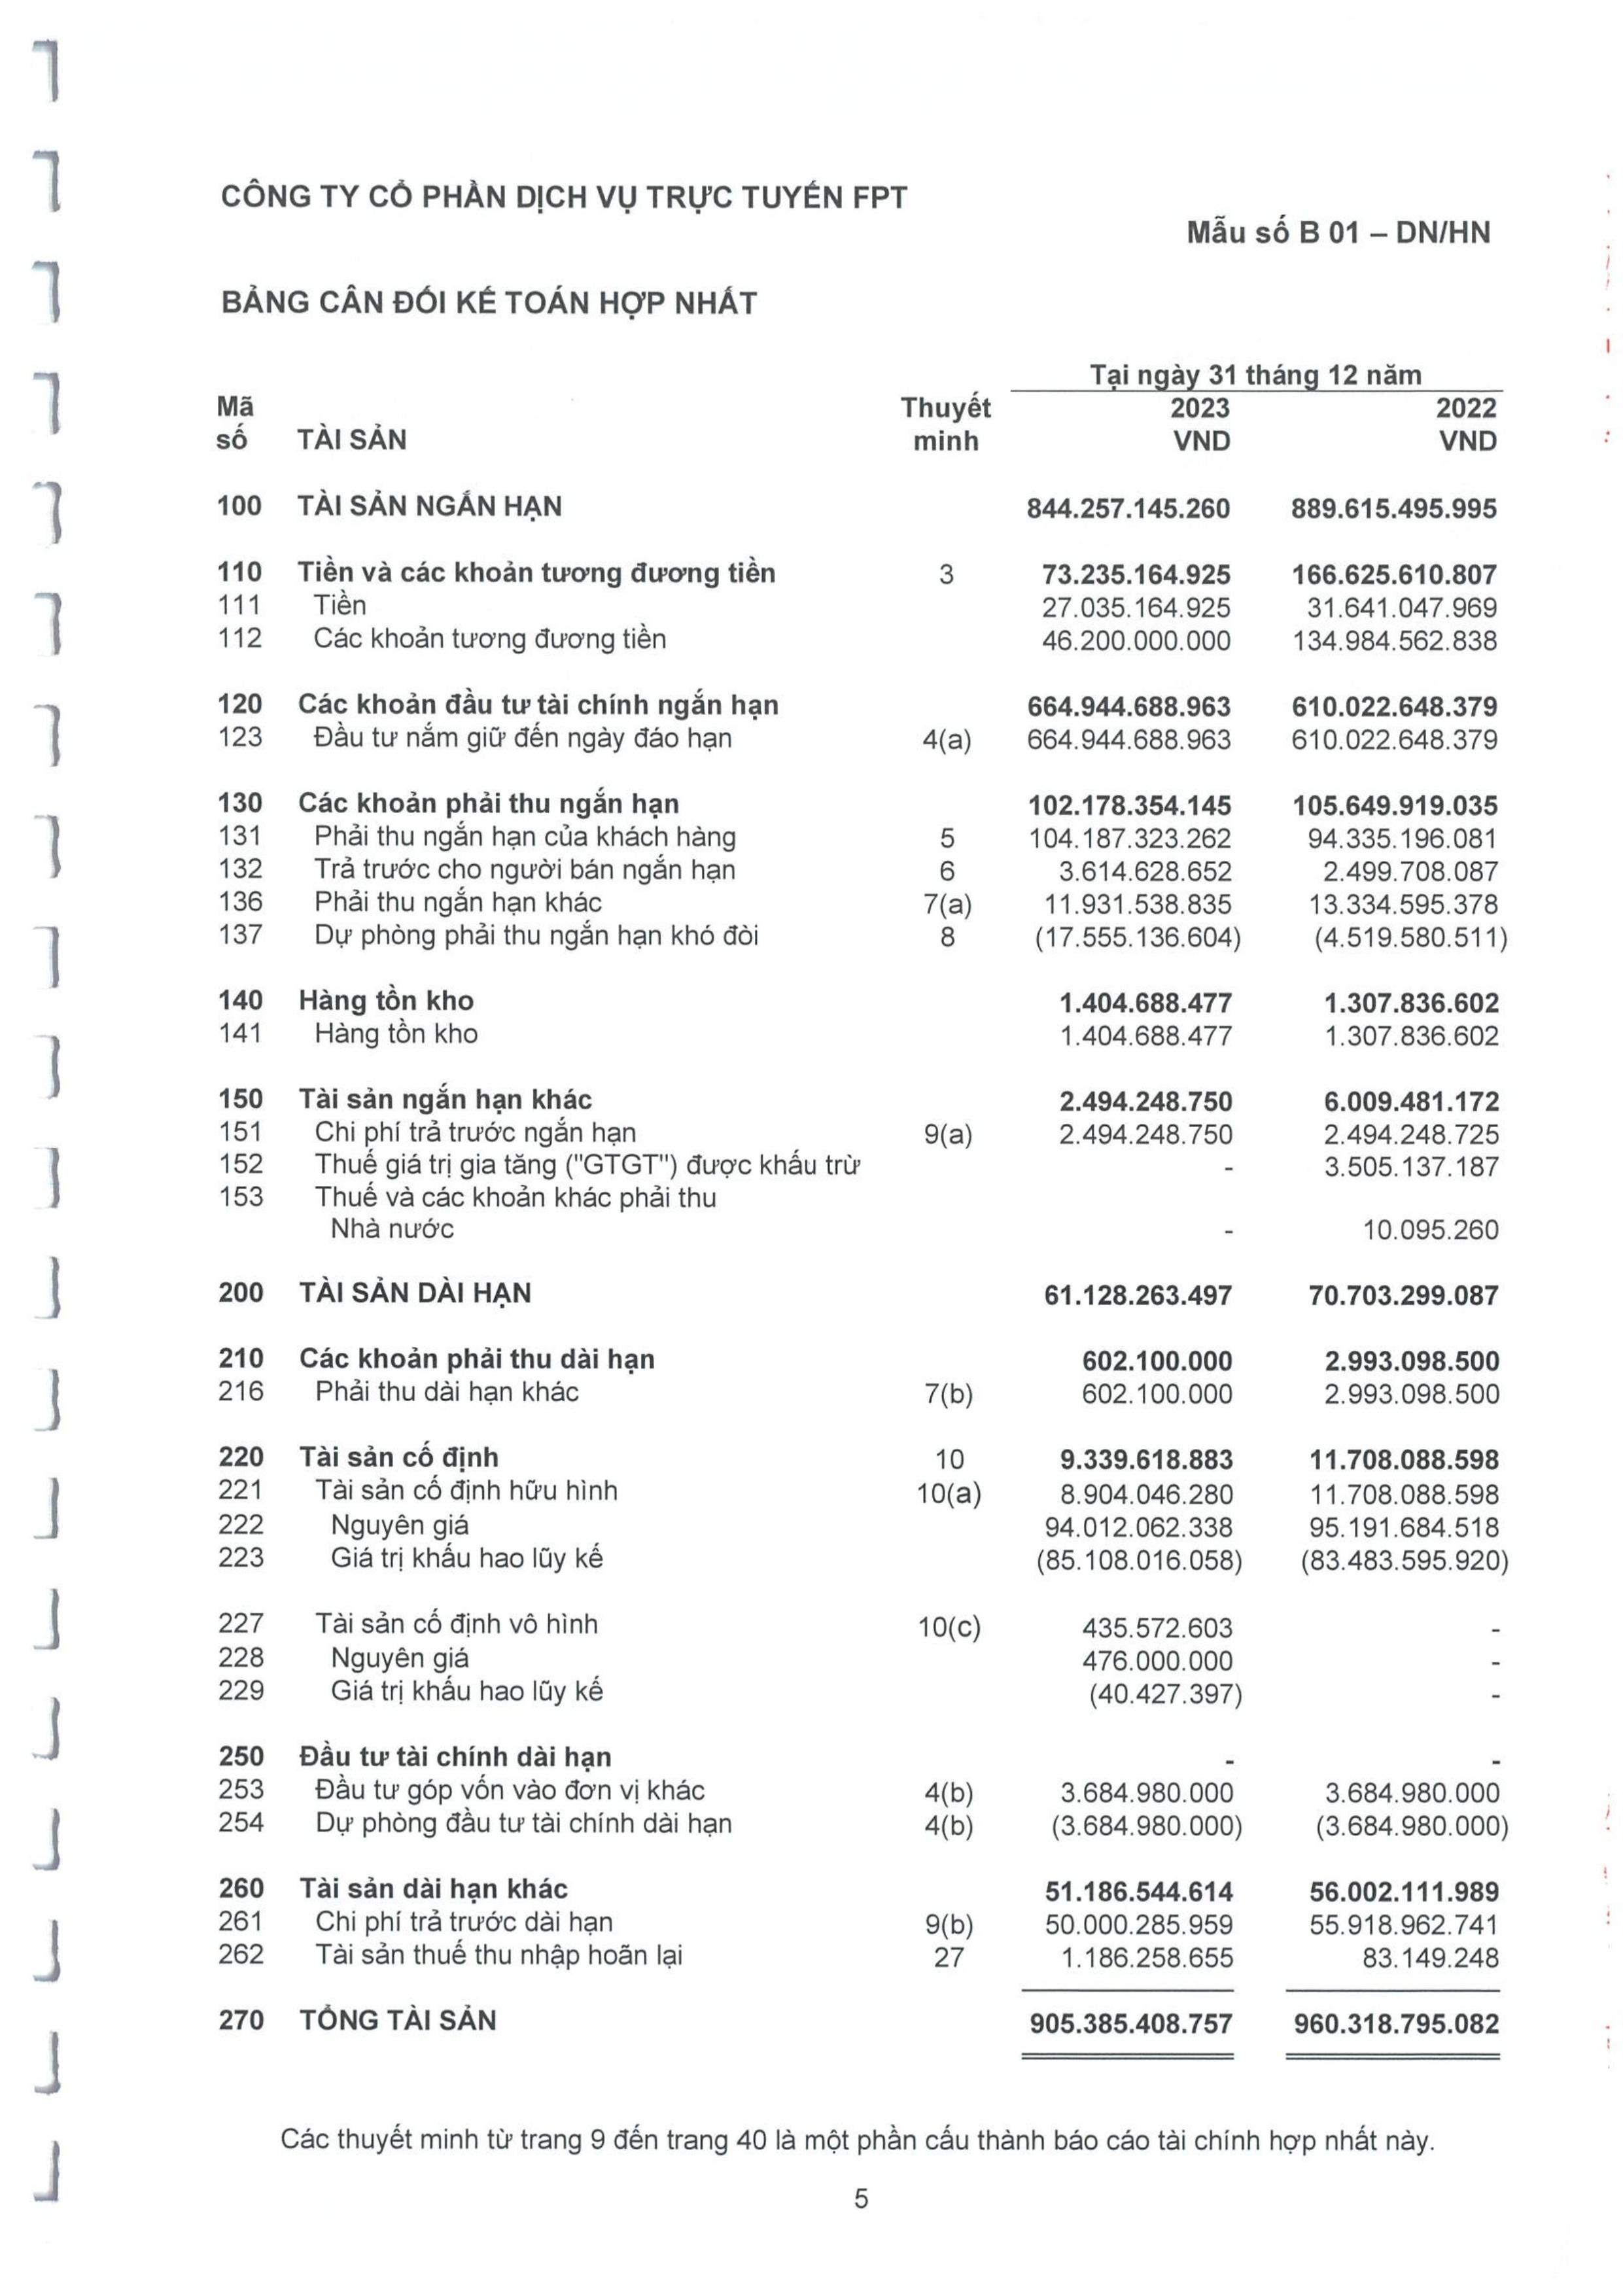 CÔNG TY CỔ PHẦN DỊCH VỤ TRỰC TUYẾN FPT
Mẫu số B 01 – DN/HN
BẢNG CÂN ĐỐI KẾ TOÁN HỢP NHẤT
Tại ngày 31 tháng 12 năm
Mã Thuyết 2023 2022
số TÀI SẢN minh VND VND
100 TÀI SẢN NGẮN HẠN 844.257.145.260 889.615.495.995
110 Tiền và các khoản tương đương tiền 3 73.235.164.925 166.625.610.807
111 Tiền 27.035.164.925 31.641.047.969
112 Các khoản tương đương tiền 46.200.000.000 134.984.562.838
120 Các khoản đầu tư tài chính ngắn hạn 664.944.688.963 610.022.648.379
123 Đầu tư nắm giữ đến ngày đáo hạn 4(a) 664.944.688.963 610.022.648.379
130 Các khoản phải thu ngắn hạn 102.178.354.145 105.649.919.035
131 Phải thu ngắn hạn của khách hàng 5 104.187.323.262 94.335.196.081
132 Trả trước cho người bán ngắn hạn 6 3.614.628.652 2.499.708.087
136 Phải thu ngắn hạn khác 7(a) 11.931.538.835 13.334.595.378
137 Dự phòng phải thu ngắn hạn khó đòi 8 (17.555.136.604) (4.519.580.511)
140 Hàng tồn kho 1.404.688.477 1.307.836.602
141 Hàng tồn kho 1.404.688.477 1.307.836.602
150 Tài sản ngắn hạn khác 2.494.248.750 6.009.481.172
151 Chi phí trả trước ngắn hạn 9(a) 2.494.248.750 2.494.248.725
152 Thuế giá trị gia tăng ("GTGT") được khấu trừ - 3.505.137.187
153 Thuế và các khoản khác phải thu
Nhà nước - 10.095.260
200 TÀI SẢN DÀI HẠN 61.128.263.497 70.703.299.087
210 Các khoản phải thu dài hạn 602.100.000 2.993.098.500
216 Phải thu dài hạn khác 7(b) 602.100.000 2.993.098.500
220 Tài sản cố định 10 9.339.618.883 11.708.088.598
221 Tài sản cố định hữu hình 10(a) 8.904.046.280 11.708.088.598
222 Nguyên giá 94.012.062.338 95.191.684.518
223 Giá trị khấu hao lũy kế (85.108.016.058) (83.483.595.920)
227 Tài sản cố định vô hình 10(c) 435.572.603 -
228 Nguyên giá 476.000.000 -
229 Giá trị khấu hao lũy kế (40.427.397) -
250 Đầu tư tài chính dài hạn - -
253 Đầu tư góp vốn vào đơn vị khác 4(b) 3.684.980.000 3.684.980.000
254 Dự phòng đầu tư tài chính dài hạn 4(b) (3.684.980.000) (3.684.980.000)
260 Tài sản dài hạn khác 51.186.544.614 56.002.111.989
261 Chi phí trả trước dài hạn 9(b) 50.000.285.959 55.918.962.741
262 Tài sản thuế thu nhập hoãn lại 27 1.186.258.655 83.149.248
270 TỔNG TÀI SẢN 905.385.408.757 960.318.795.082
Các thuyết minh từ trang 9 đến trang 40 là một phần cấu thành báo cáo tài chính hợp nhất này.
5